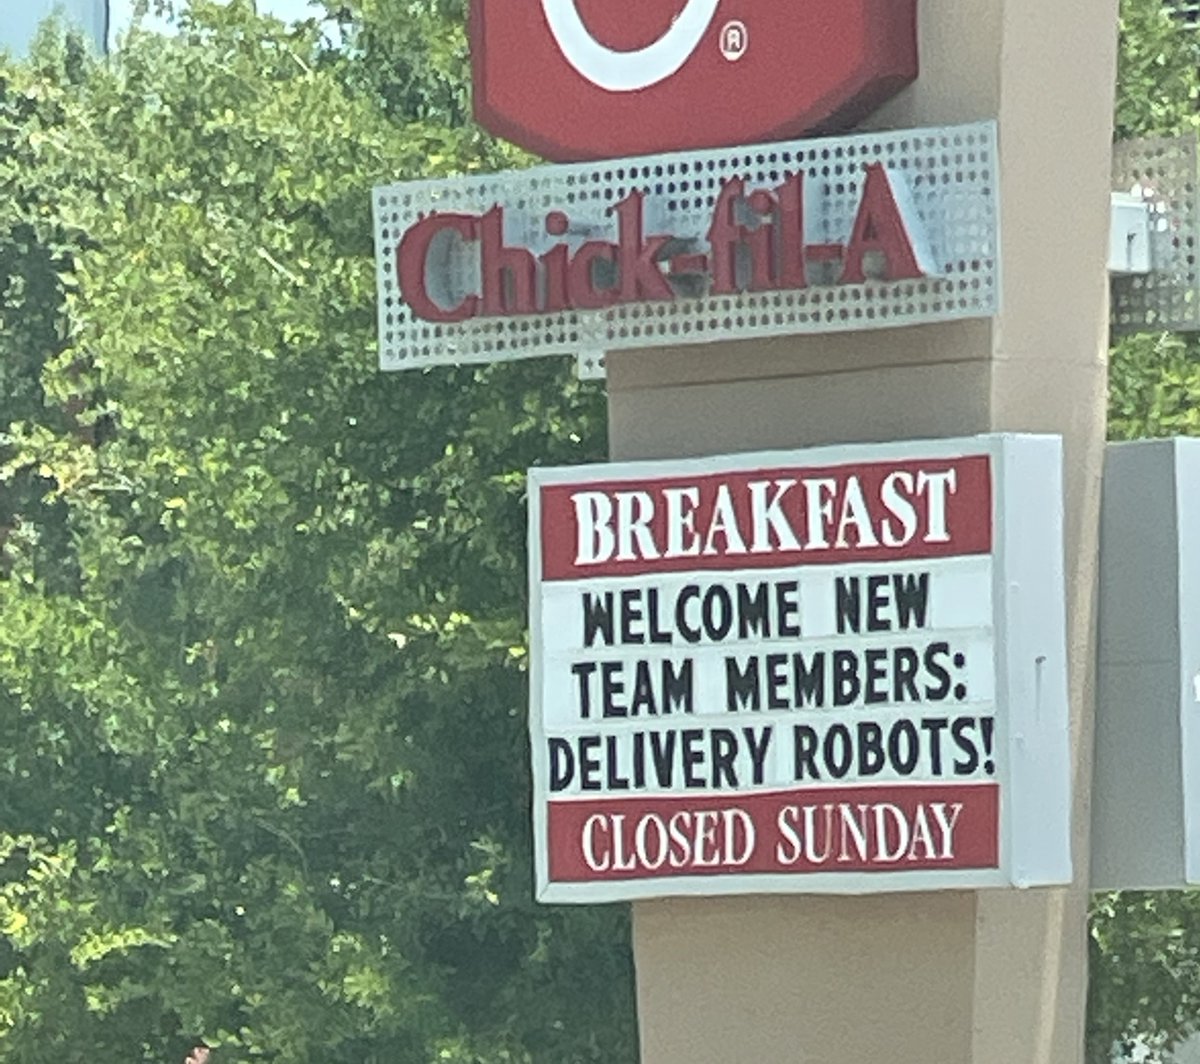 ®
Chick-fil-A
BREAKFAST
WELCOME NEW
TEAM MEMBERS:
DELIVERY ROBOTS!
CLOSED SUNDAY